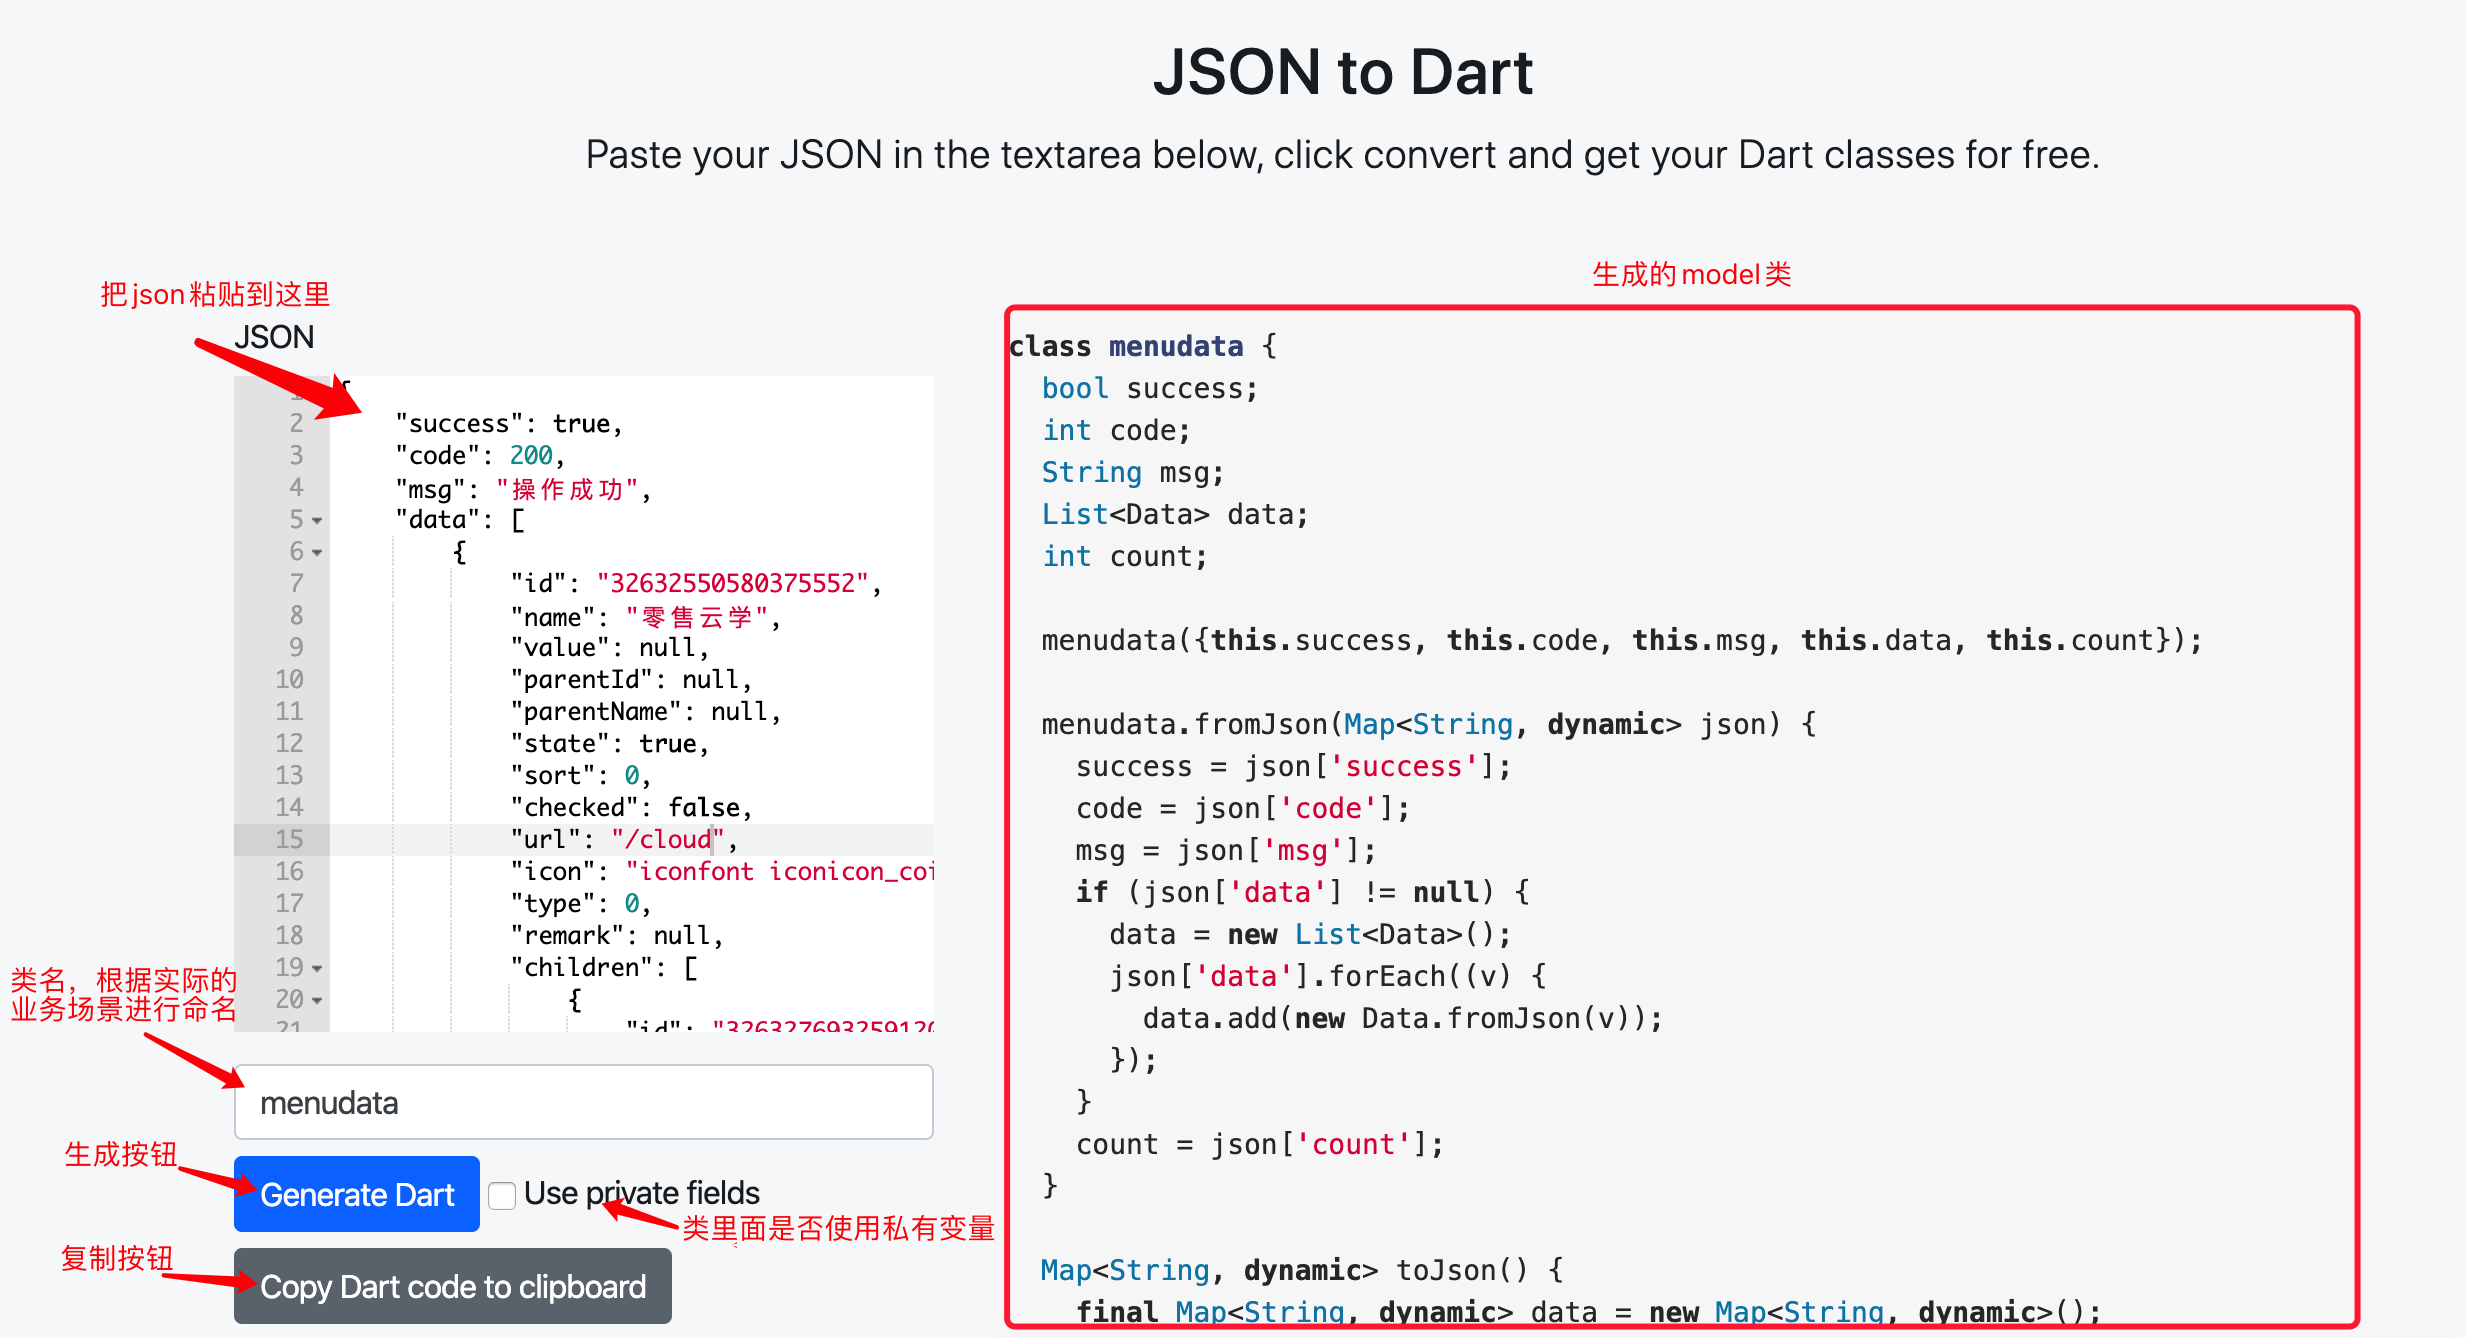 JSON to Dart
Paste your JSON in the textarea below, click convert and get your Dart classes for free.
把json粘贴到这里
JSON
1 {
2 "success": true,
3 "code": 200,
4 "msg": "操作成功",
5 "data": [
6 {
7 "id": "32632550580375552",
8 "name": "零售云学",
9 "value": null,
10 "parentId": null,
11 "parentName": null,
12 "state": true,
13 "sort": 0,
14 "checked": false,
15 "url": "/cloud",
16 "icon": "iconfont iconicon_coi
17 "type": 0,
18 "remark": null,
19 "children": [
20 {
21 "id": "326327693259120
类名，根据实际的
业务场景进行命名
menudata
生成按钮
Generate Dart
Use private fields
类里面是否使用私有变量
复制按钮
Copy Dart code to clipboard
生成的model类
class menudata {
bool success;
int code;
String msg;
List<Data> data;
int count;
menudata({this.success, this.code, this.msg, this.data, this.count});
menudata.fromJson(Map<String, dynamic> json) {
success = json['success'];
code = json['code'];
msg = json['msg'];
if (json['data'] != null) {
data = new List<Data>();
json['data'].forEach((v) {
data.add(new Data.fromJson(v));
});
}
count = json['count'];
}
Map<String, dynamic> toJson() {
final Map<String, dynamic> data = new Map<String, dynamic>();